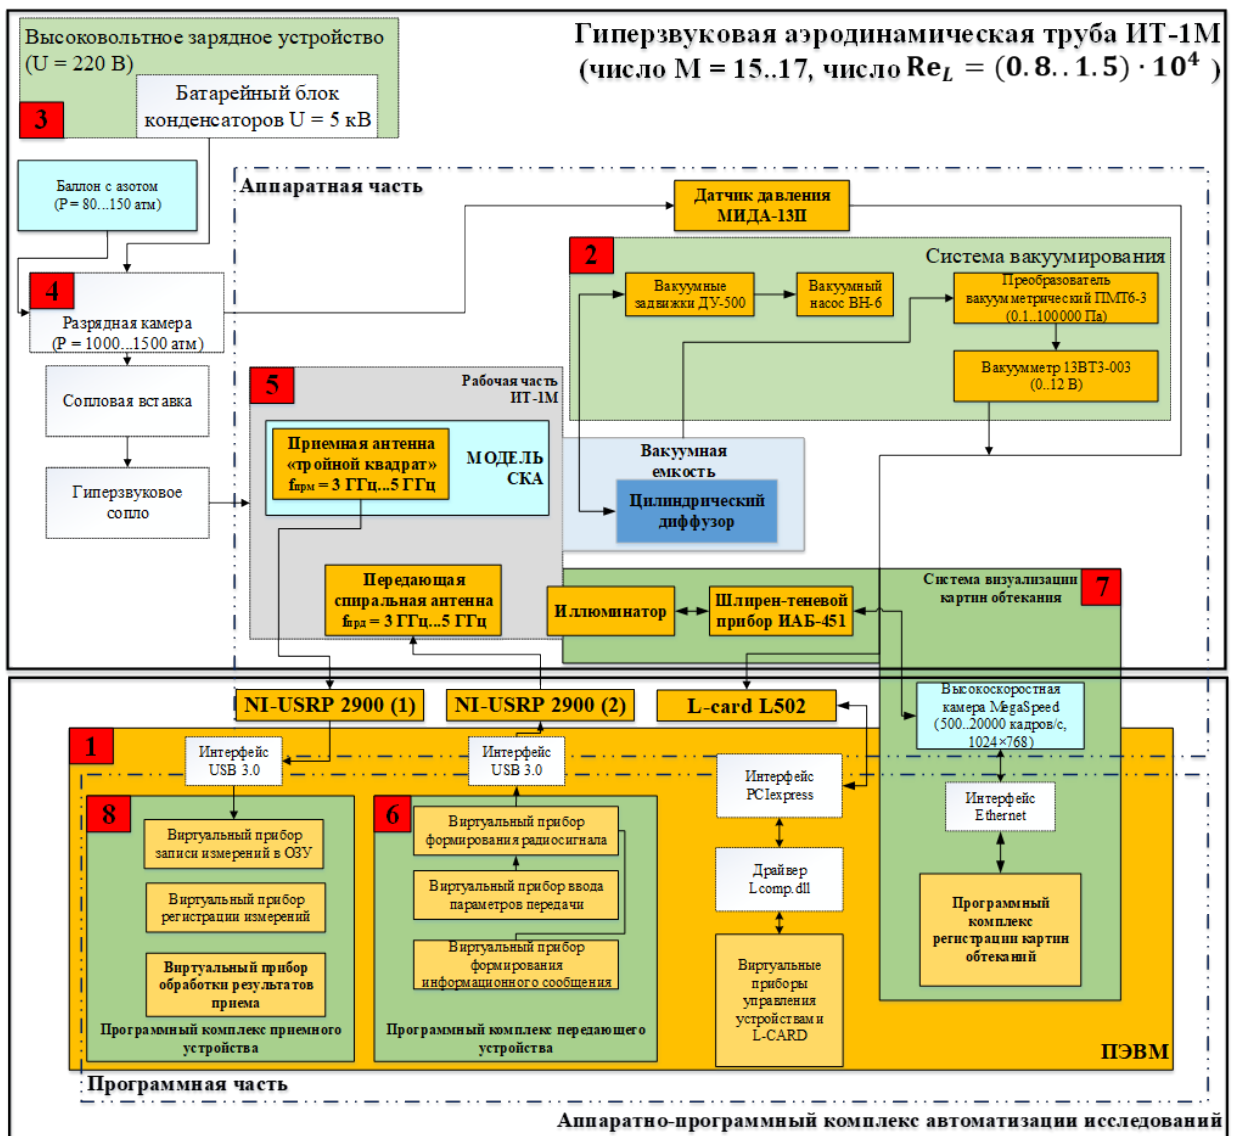 Высоковольтное зарядное устройство
(U = 220 В)
Батарейный блок
конденсаторов U = 5 кВ
3
Гиперзвуковая аэродинамическая труба ИТ-1М
(число М = 15..17, число Re_L = (0.8..1.5) · 10⁴ )
Баллон с азотом
(P = 80...150 атм)
Аппаратная часть
Датчик давления
МИДА-13П
2
Система вакуумирования
Вакуумные
задвижки ДУ-500
Вакуумный
насос ВН-6
Преобразователь
вакуумметрический ПМТ6-3
(0.1..100000 Па)
Вакуумметр 13ВТ3-003
(0..12 В)
4
Разрядная камера
(P = 1000...1500 атм)
Сопловая вставка
Гиперзвуковое
сопло
5
Рабочая часть
ИТ-1М
Приемная антенна
«тройной квадрат»
fпрм = 3 ГГц...5 ГГц
МОДЕЛЬ
СКА
Вакуумная
емкость
Цилиндрический
диффузор
Передающая
спиральная антенна
fпрд = 3 ГГц...5 ГГц
Система визуализации
картин обтекания
7
Иллюминатор
Шлирен-теневой
прибор ИАБ-451
NI-USRP 2900 (1)
NI-USRP 2900 (2)
L-card L502
Высокоскоростная
камера MegaSpeed
(500..20000 кадров/с,
1024×768)
1
Интерфейс
USB 3.0
Интерфейс
USB 3.0
Интерфейс
PCIexpress
Интерфейс
Ethernet
8
Виртуальный прибор
записи измерений в ОЗУ
Виртуальный прибор
регистрации измерений
Виртуальный прибор
обработки результатов
приема
Программный комплекс приемного
устройства
6
Виртуальный прибор
формирования радиосигнала
Виртуальный прибор ввода
параметров передачи
Виртуальный прибор
формирования
информационного сообщения
Программный комплекс передающего
устройства
Драйвер
Lcomp.dll
Виртуальные
приборы
управления
устройствами
L-CARD
Программный
комплекс
регистрации картин
обтеканий
ПЭВМ
Программная часть
Аппаратно-программный комплекс автоматизации исследований